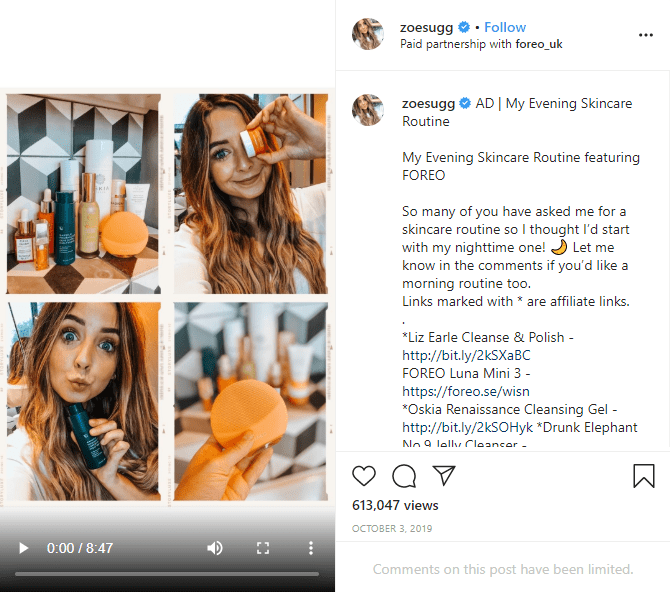 zoesugg • Follow
Paid partnership with foreo_uk
zoesugg AD | My Evening Skincare
Routine
My Evening Skincare Routine featuring
FOREO
So many of you have asked me for a
skincare routine so I thought I'd start
with my nighttime one! 🌙 Let me
know in the comments if you'd like a
morning routine too.
Links marked with * are affiliate links.
.
*Liz Earle Cleanse & Polish -
http://bit.ly/2kSXaBC
FOREO Luna Mini 3 -
https://foreo.se/wisn
*Oskia Renaissance Cleansing Gel -
http://bit.ly/2kSOHyk *Drunk Elephant
No.9 Jelly Cleanser -
613,047 views
OCTOBER 3, 2019
0:00 / 8:47
Comments on this post have been limited.